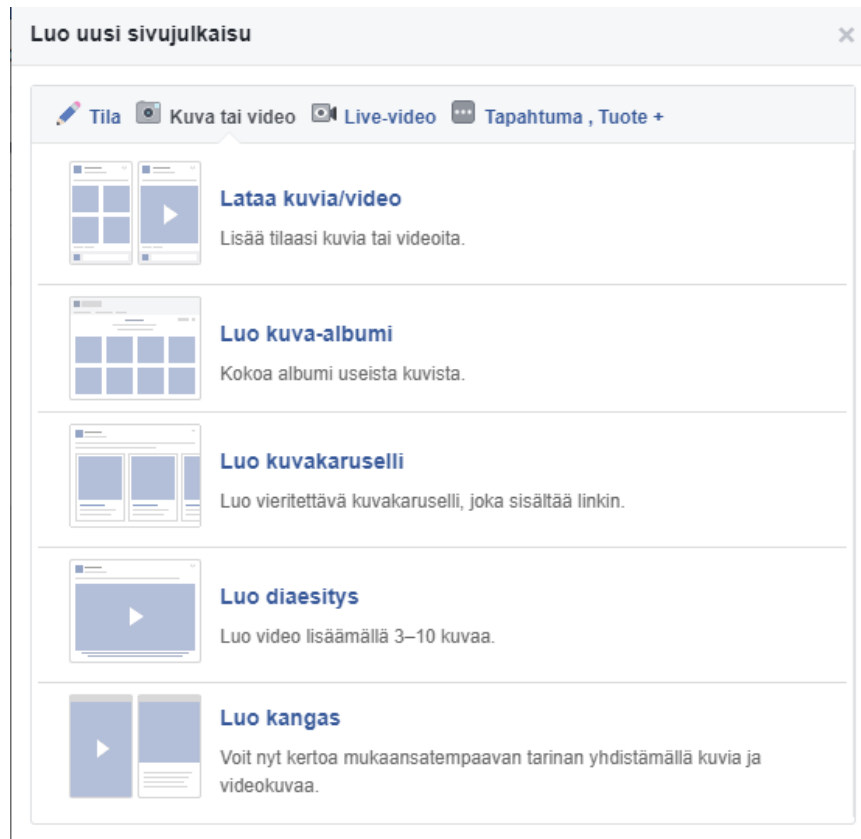 Luo uusi sivujulkaisu
Tila Kuva tai video Live-video Tapahtuma , Tuote +
Lataa kuvia/video
Lisää tilaasi kuvia tai videoita.
Luo kuva-albumi
Kokoa albumi useista kuvista.
Luo kuvakaruselli
Luo vieritettävä kuvakaruselli, joka sisältää linkin.
Luo diaesitys
Luo video lisäämällä 3–10 kuvaa.
Luo kangas
Voit nyt kertoa mukaansatempaavan tarinan yhdistämällä kuvia ja
videokuvaa.